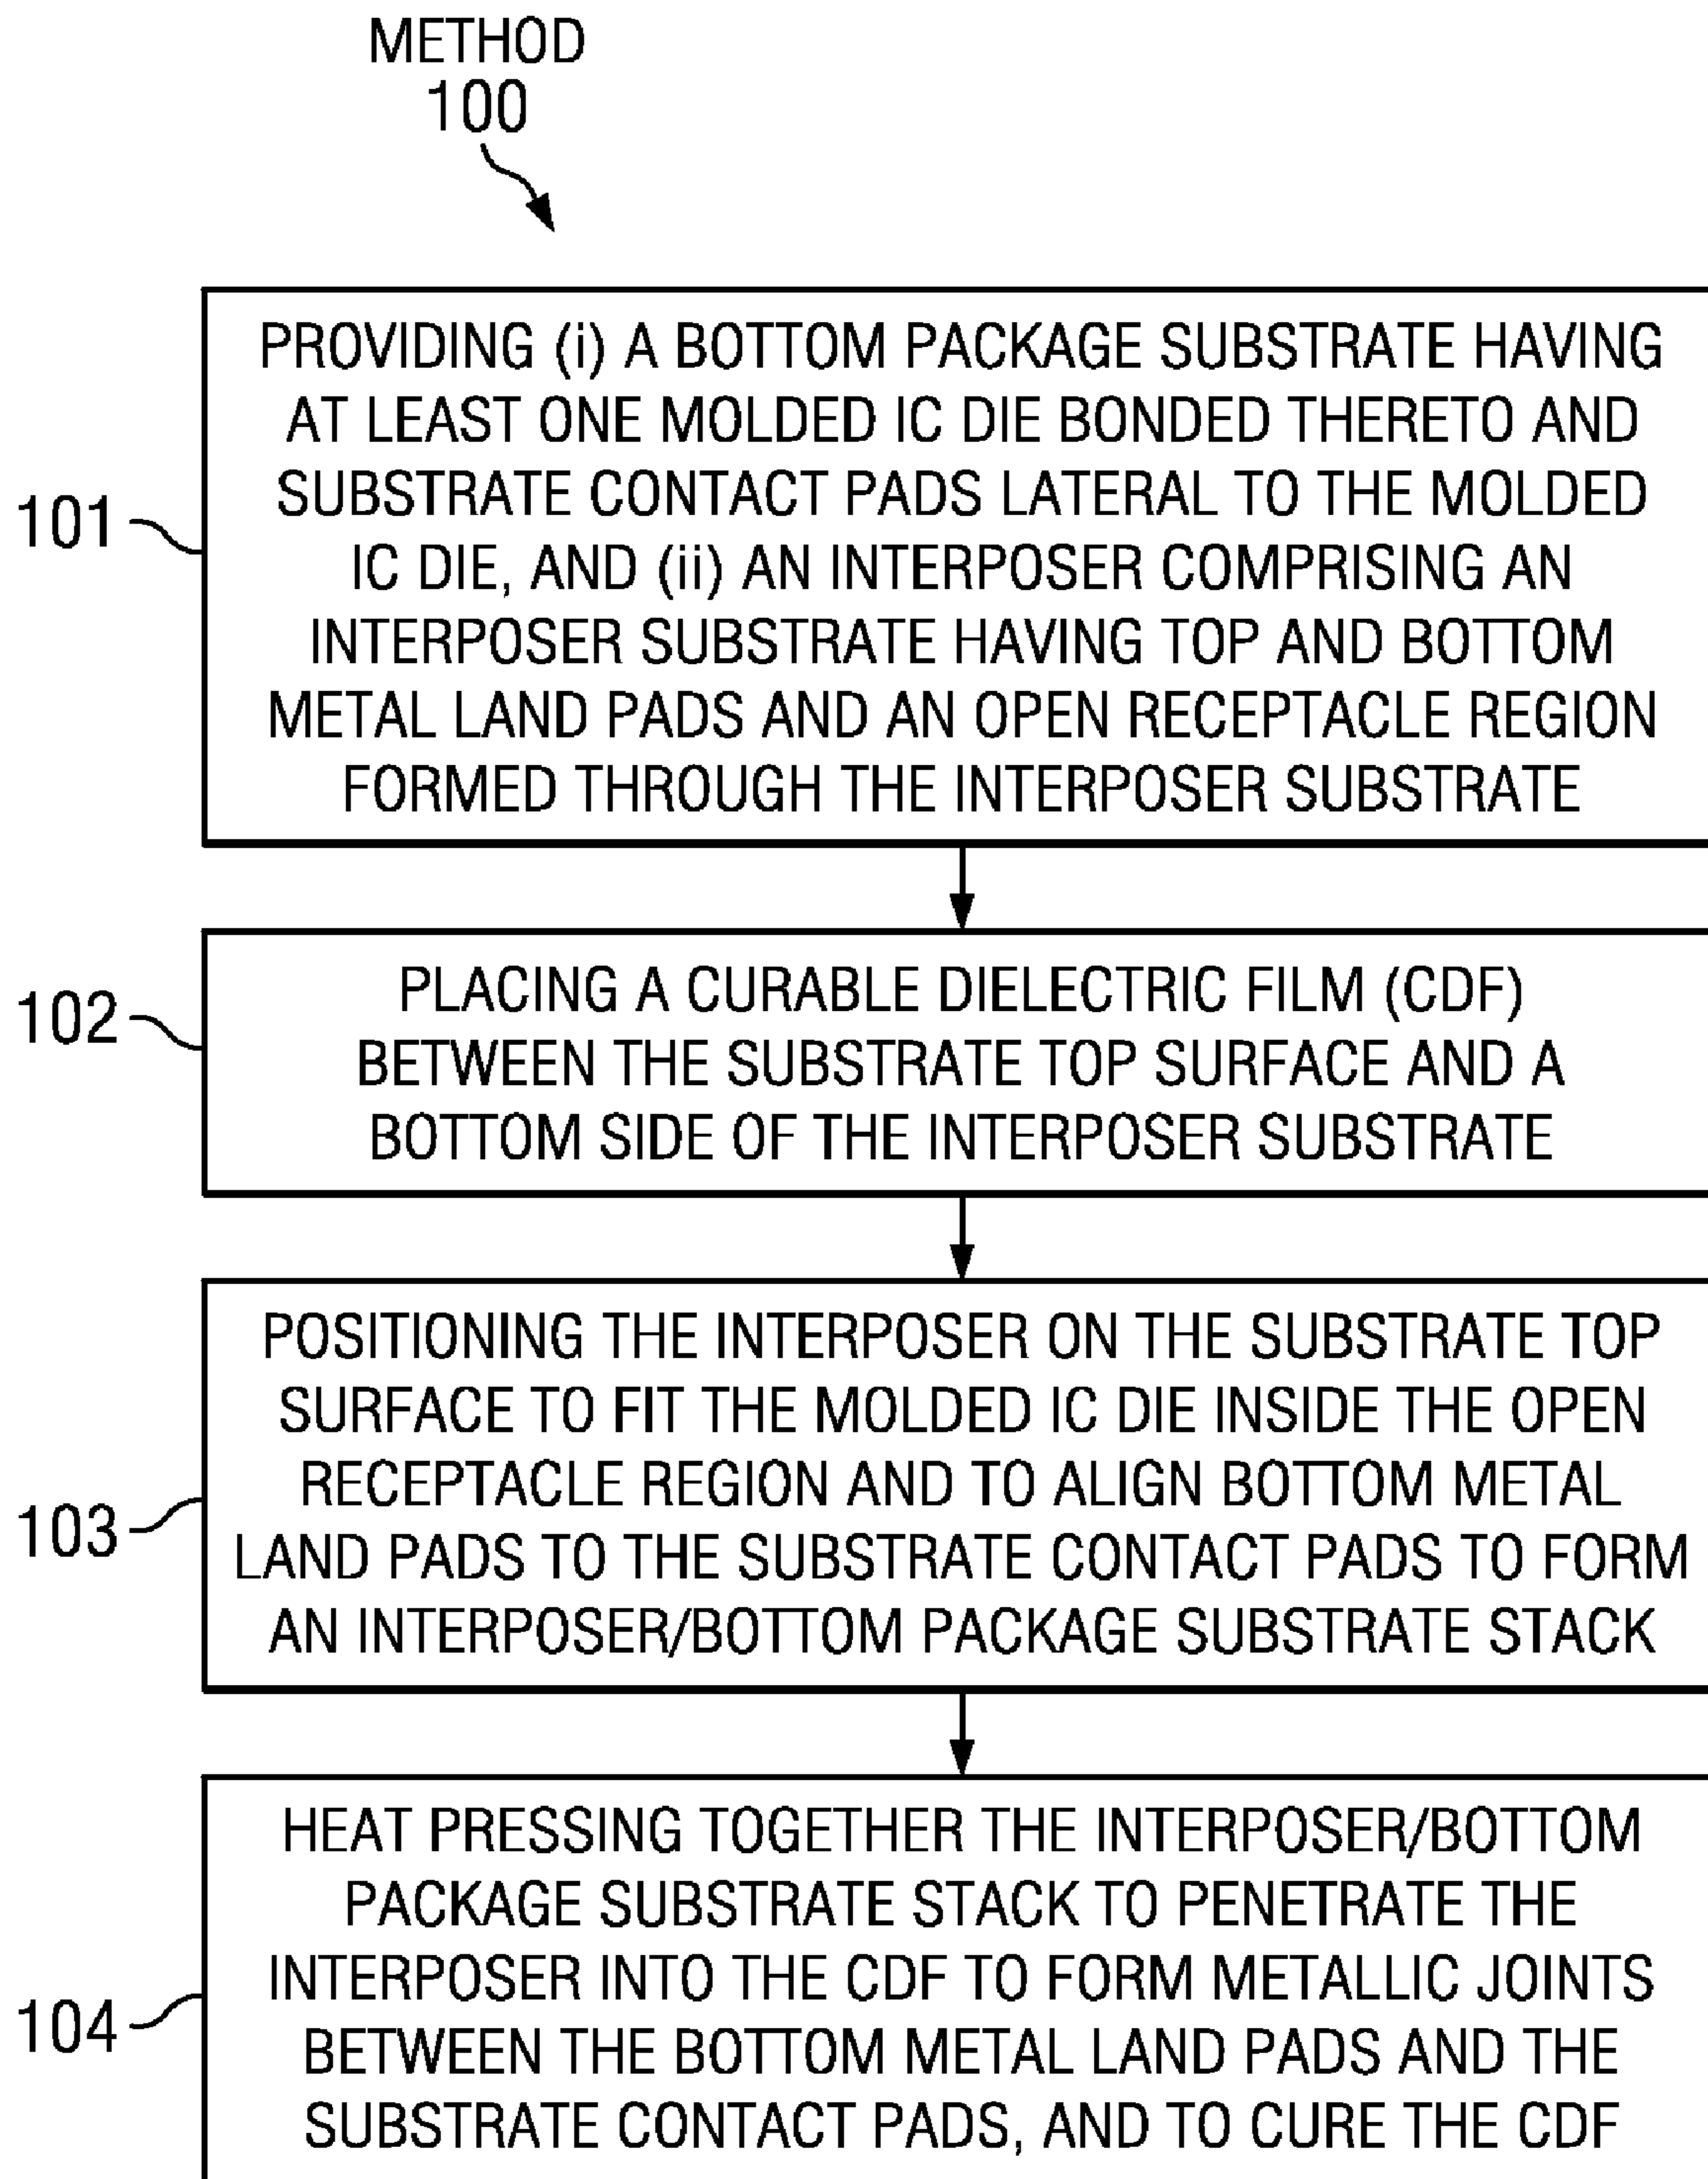 METHOD
100
PROVIDING (i) A BOTTOM PACKAGE SUBSTRATE HAVING
AT LEAST ONE MOLDED IC DIE BONDED THERETO AND
SUBSTRATE CONTACT PADS LATERAL TO THE MOLDED
IC DIE, AND (ii) AN INTERPOSER COMPRISING AN
INTERPOSER SUBSTRATE HAVING TOP AND BOTTOM
METAL LAND PADS AND AN OPEN RECEPTACLE REGION
FORMED THROUGH THE INTERPOSER SUBSTRATE
101
PLACING A CURABLE DIELECTRIC FILM (CDF)
BETWEEN THE SUBSTRATE TOP SURFACE AND A
BOTTOM SIDE OF THE INTERPOSER SUBSTRATE
102
POSITIONING THE INTERPOSER ON THE SUBSTRATE TOP
SURFACE TO FIT THE MOLDED IC DIE INSIDE THE OPEN
RECEPTACLE REGION AND TO ALIGN BOTTOM METAL
LAND PADS TO THE SUBSTRATE CONTACT PADS TO FORM
AN INTERPOSER/BOTTOM PACKAGE SUBSTRATE STACK
103
HEAT PRESSING TOGETHER THE INTERPOSER/BOTTOM
PACKAGE SUBSTRATE STACK TO PENETRATE THE
INTERPOSER INTO THE CDF TO FORM METALLIC JOINTS
BETWEEN THE BOTTOM METAL LAND PADS AND THE
SUBSTRATE CONTACT PADS, AND TO CURE THE CDF
104